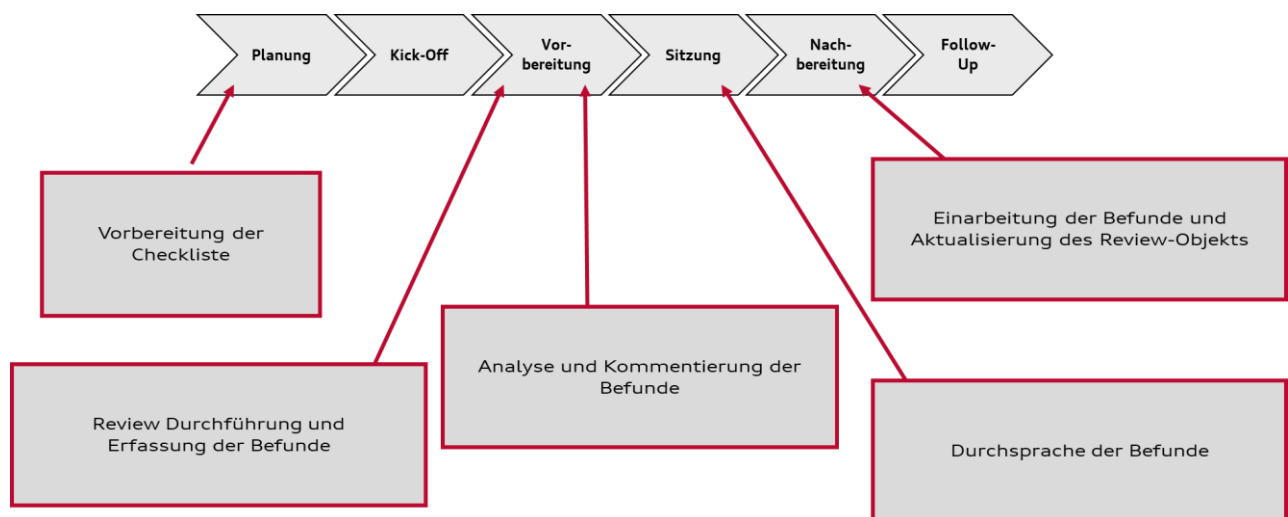 Planung
Kick-Off
Vor-
bereitung
Sitzung
Nach-
bereitung
Follow-
Up
Vorbereitung der
Checkliste
Einarbeitung der Befunde und
Aktualisierung des Review-Objekts
Analyse und Kommentierung der
Befunde
Review Durchführung und
Erfassung der Befunde
Durchsprache der Befunde